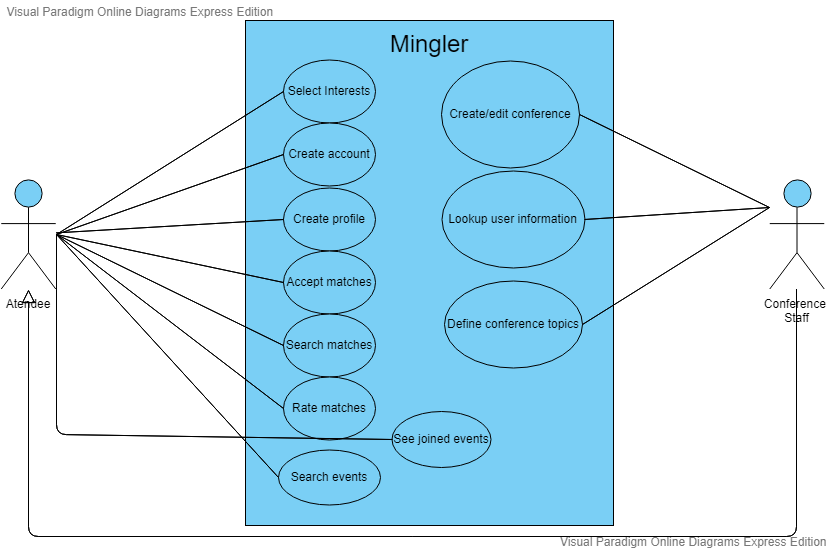 Visual Paradigm Online Diagrams Express Edition
Mingler
Select Interests
Create account
Create profile
Accept matches
Search matches
Rate matches
See joined events
Search events
Create/edit conference
Lookup user information
Define conference topics
Atendee
Conference
Staff
Visual Paradigm Online Diagrams Express Edition